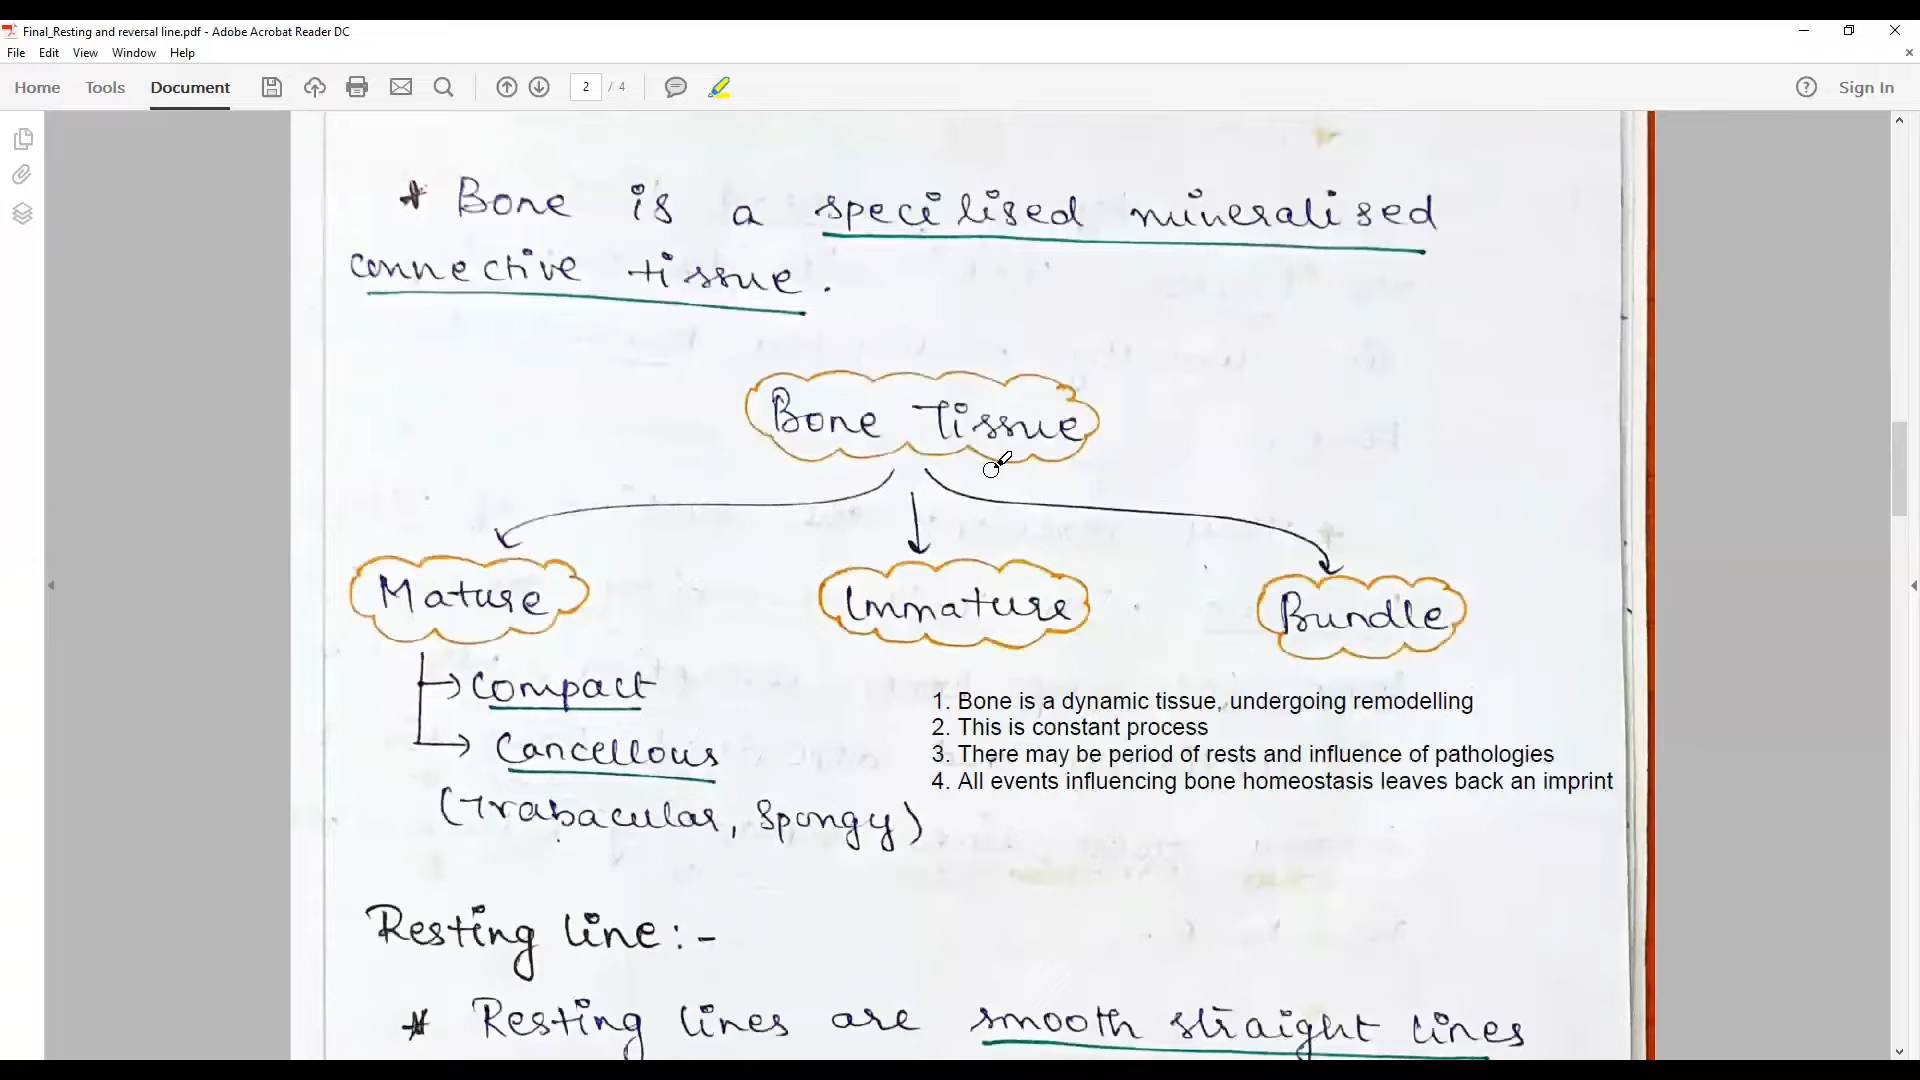 Final_Resting and reversal line.pdf - Adobe Acrobat Reader DC
File Edit View Window Help
Home Tools Document 2 / 4 Sign In
* Bone is a specilised mineralised
connective tissue.
Bone Tissue
Mature Immature Bundle
Compact
Cancellous
(Trabacular, Spongy)
1. Bone is a dynamic tissue, undergoing remodelling
2. This is constant process
3. There may be period of rests and influence of pathologies
4. All events influencing bone homeostasis leaves back an imprint
Resting line:-
* Resting lines are smooth straight lines